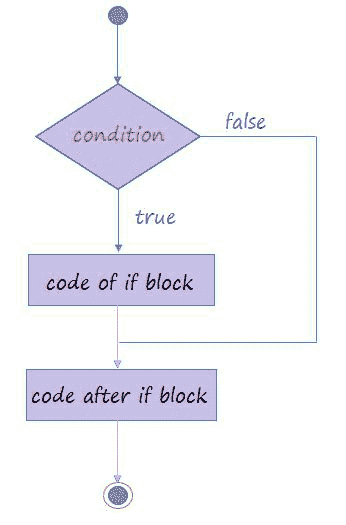 condition
false
true
code of if block
code after if block